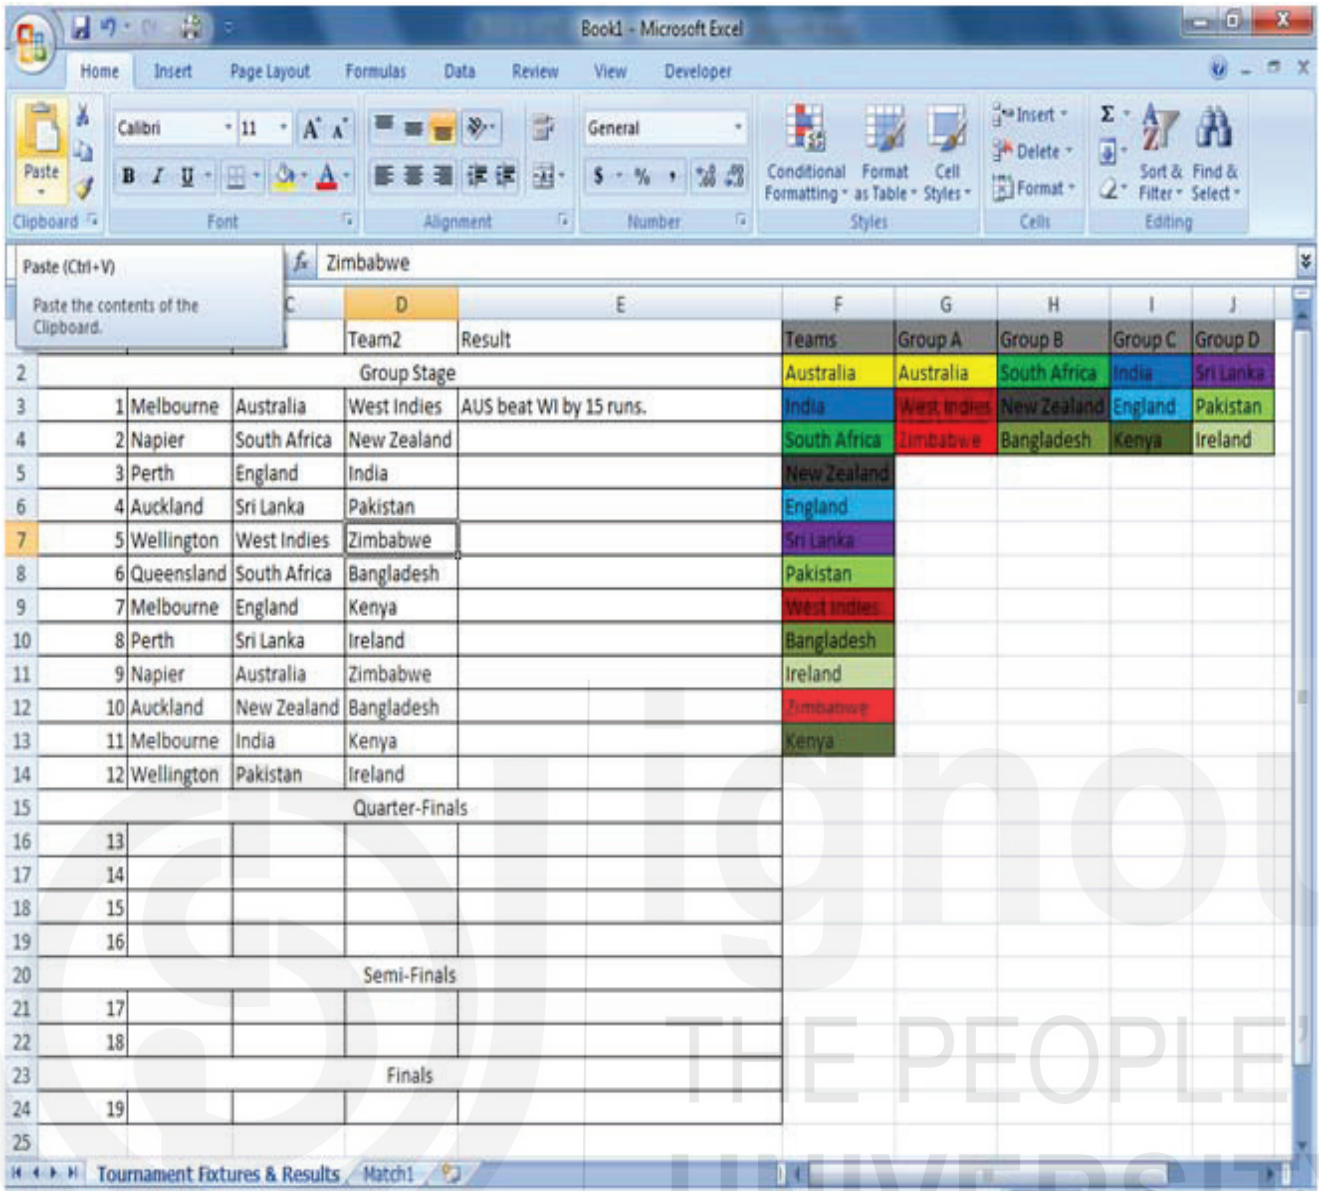 Book1 - Microsoft Excel
Home Insert Page Layout Formulas Data Review View Developer
Paste
Calibri 11 A A
General
Insert
Σ
B I U A
$ % ,
Conditional Formatting
Format as Table
Cell Styles
Delete
Format
Sort & Filter
Find & Select
Clipboard Font Alignment Number Styles Cells Editing
Paste (Ctrl+V)
Paste the contents of the
Clipboard.
fx Zimbabwe
C D E F G H I J
Team2 Result Teams Group A Group B Group C Group D
2 Group Stage Australia Australia South Africa India Sri Lanka
3 1 Melbourne Australia West Indies AUS beat WI by 15 runs. India West Indies New Zealand England Pakistan
4 2 Napier South Africa New Zealand South Africa Zimbabwe Bangladesh Kenya Ireland
5 3 Perth England India New Zealand
6 4 Auckland Sri Lanka Pakistan England
7 5 Wellington West Indies Zimbabwe Sri Lanka
8 6 Queensland South Africa Bangladesh Pakistan
9 7 Melbourne England Kenya West Indies
10 8 Perth Sri Lanka Ireland Bangladesh
11 9 Napier Australia Zimbabwe Ireland
12 10 Auckland New Zealand Bangladesh Zimbabwe
13 11 Melbourne India Kenya Kenya
14 12 Wellington Pakistan Ireland
15 Quarter-Finals
16 13
17 14
18 15
19 16
20 Semi-Finals
21 17
22 18
23 Finals
24 19
25
Tournament Fixtures & Results Match1
ignou
THE PEOPLE'
UNIVERSIT